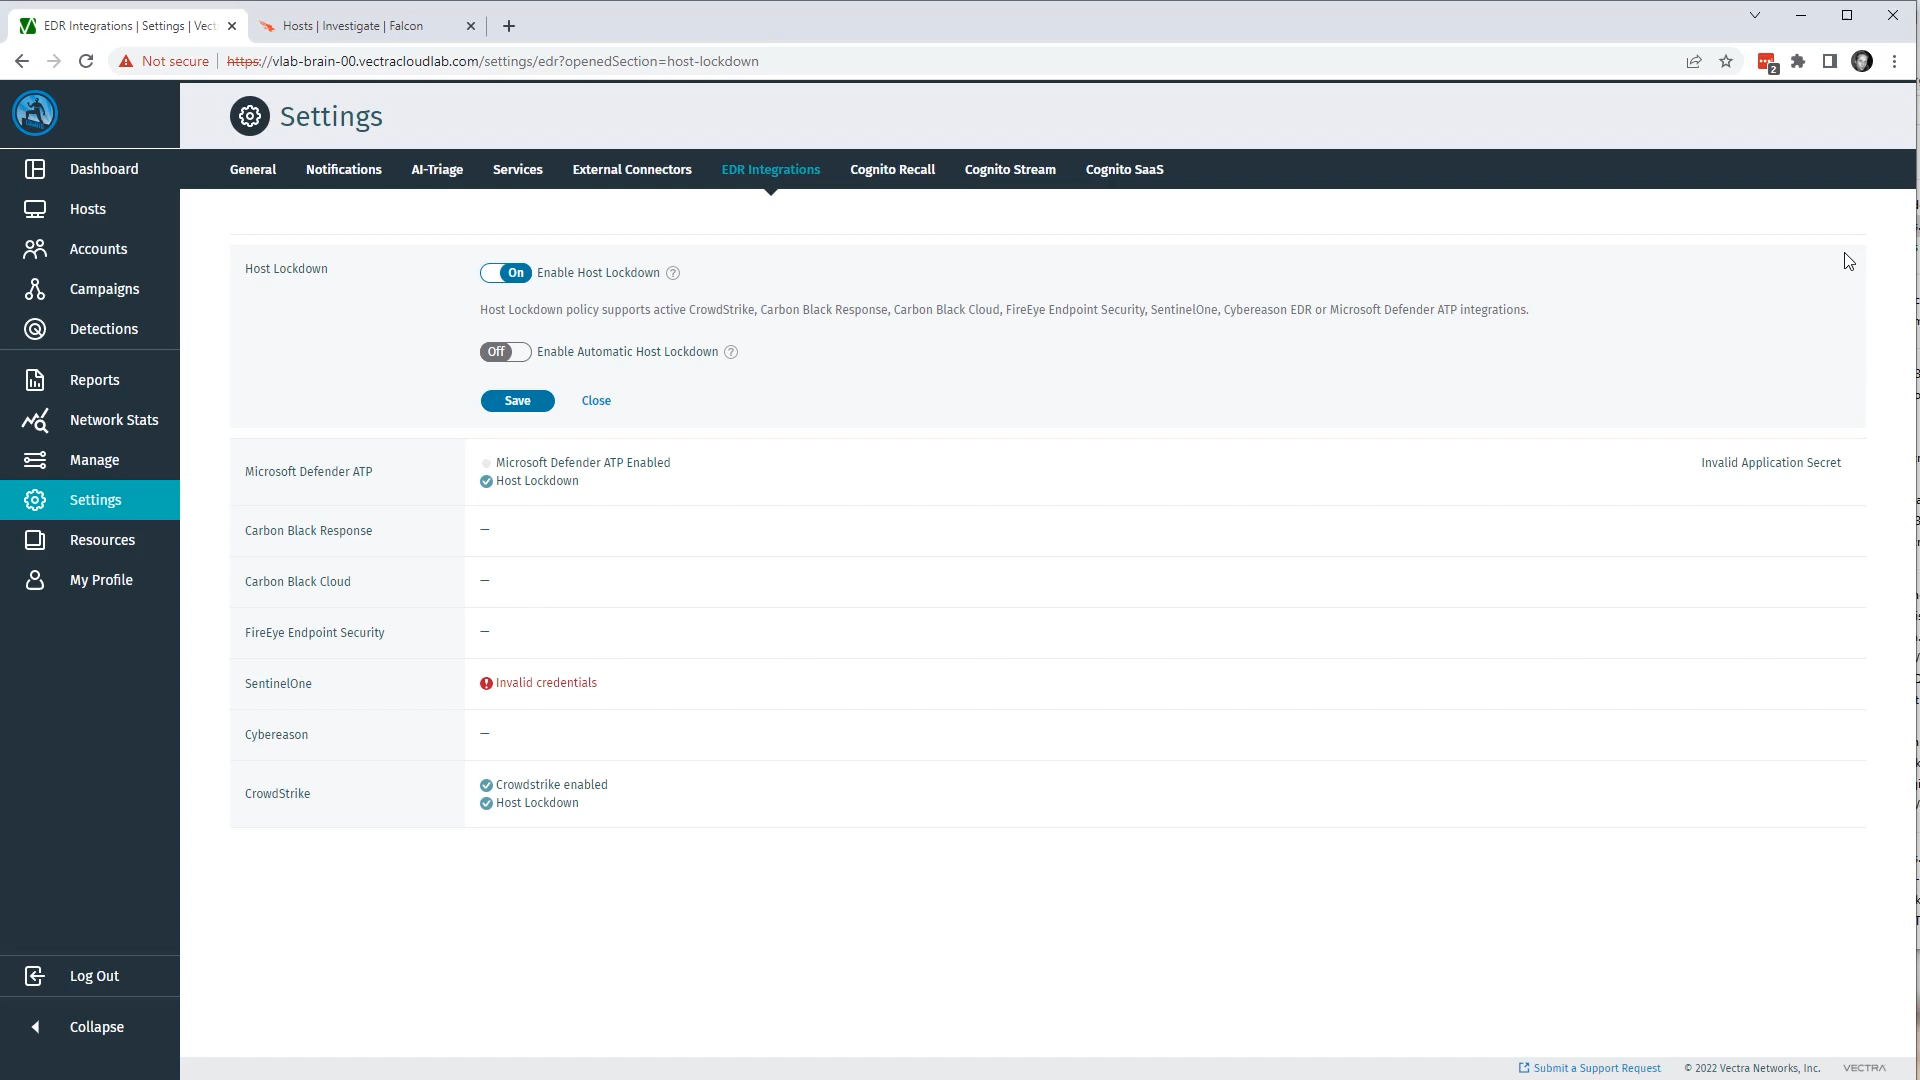 EDR Integrations | Settings | Vect
Hosts | Investigate | Falcon
Not secure
https://vlab-brain-00.vectracloudlab.com/settings/edr?openedSection=host-lockdown
2
Settings
Dashboard
Hosts
Accounts
Campaigns
Detections
Reports
Network Stats
Manage
Settings
Resources
My Profile
Log Out
Collapse
General Notifications AI-Triage Services External Connectors EDR Integrations Cognito Recall Cognito Stream Cognito SaaS
Host Lockdown
On Enable Host Lockdown ?
Host Lockdown policy supports active CrowdStrike, Carbon Black Response, Carbon Black Cloud, FireEye Endpoint Security, SentinelOne, Cybereason EDR or Microsoft Defender ATP integrations.
Off Enable Automatic Host Lockdown ?
Save Close
Microsoft Defender ATP
Microsoft Defender ATP Enabled
Host Lockdown
Invalid Application Secret
Carbon Black Response —
Carbon Black Cloud —
FireEye Endpoint Security —
SentinelOne Invalid credentials
Cybereason —
CrowdStrike
Crowdstrike enabled
Host Lockdown
Submit a Support Request © 2022 Vectra Networks, Inc. VECTRA